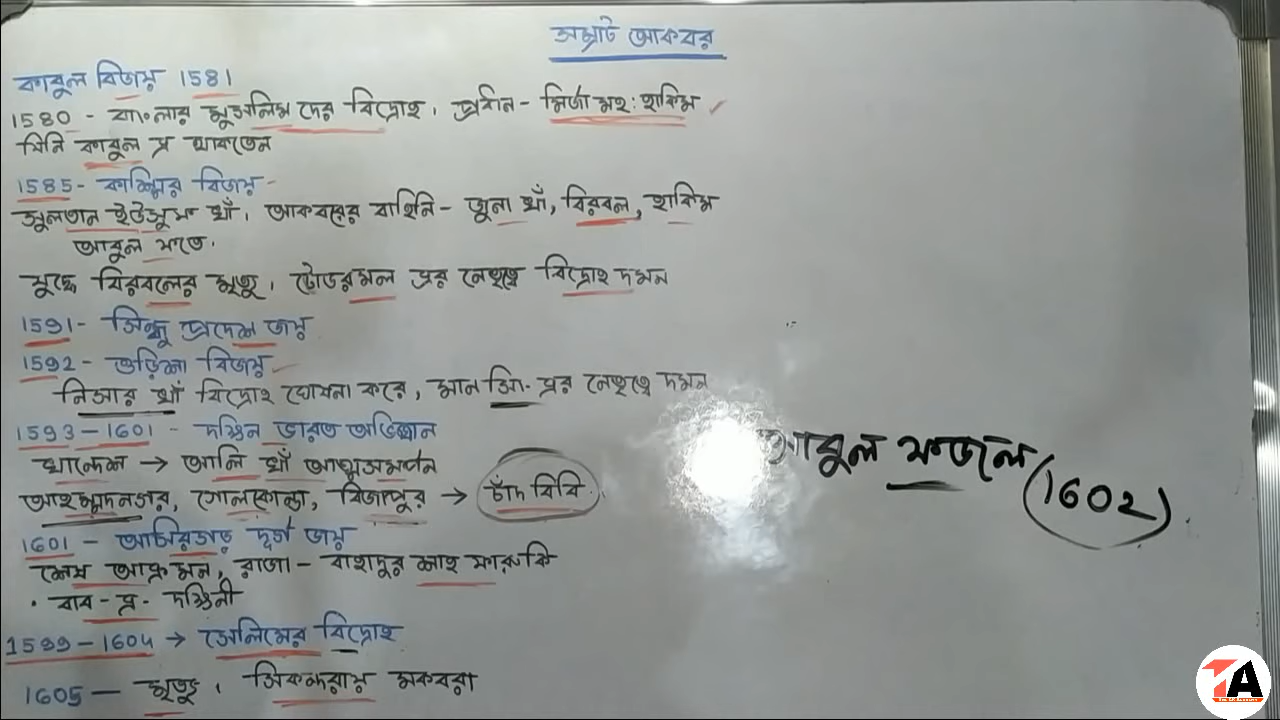 সম্রাট আকবর
কাবুল বিজয় 1581
1580 - বাংলার মুসলিম দের বিদ্রোহ। প্রধান - মির্জা মহঃ হাকিম
যিনি কাবুল এ থাকতেন
1585 - কাশ্মির বিজয় -
সুলতান ইউসুফ খাঁ। আকবরের বাহিনি - জুলা খাঁ, বিরবল, হাকিম
আবুল ফতে.
যুদ্ধে বিরবলের মৃত্যু। টোডরমল এর নেতৃত্বে বিদ্রোহ দমন
1591 - সিন্ধু প্রদেশ জয়
1592 - ওড়িশা বিজয়
নিসার খাঁ বিদ্রোহ ঘোষনা করে, মান সিং. এর নেতৃত্বে দমন
1593 - 1601 - দক্ষিন ভারত অভিজান
খান্দেশ → আলি খাঁ আত্মসমর্পন
আহম্মদনগর, গোলকোন্ডা, বিজাপুর → চাঁদ বিবি.
আবুল ফজল (1602)
1601 - আসিরগড় দূর্গ জয়
শেষ আক্রমন, রাজা - বাহাদুর শাহ ফারুকি
• বাব - এ - দক্ষিনী
1599 - 1604 → সেলিমের বিদ্রোহ
1605 — মৃত্যু। সিকন্দরায় মকবরা
TA